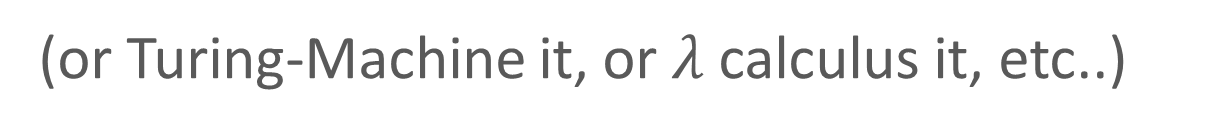 (or Turing-Machine it, or λ calculus it, etc..)